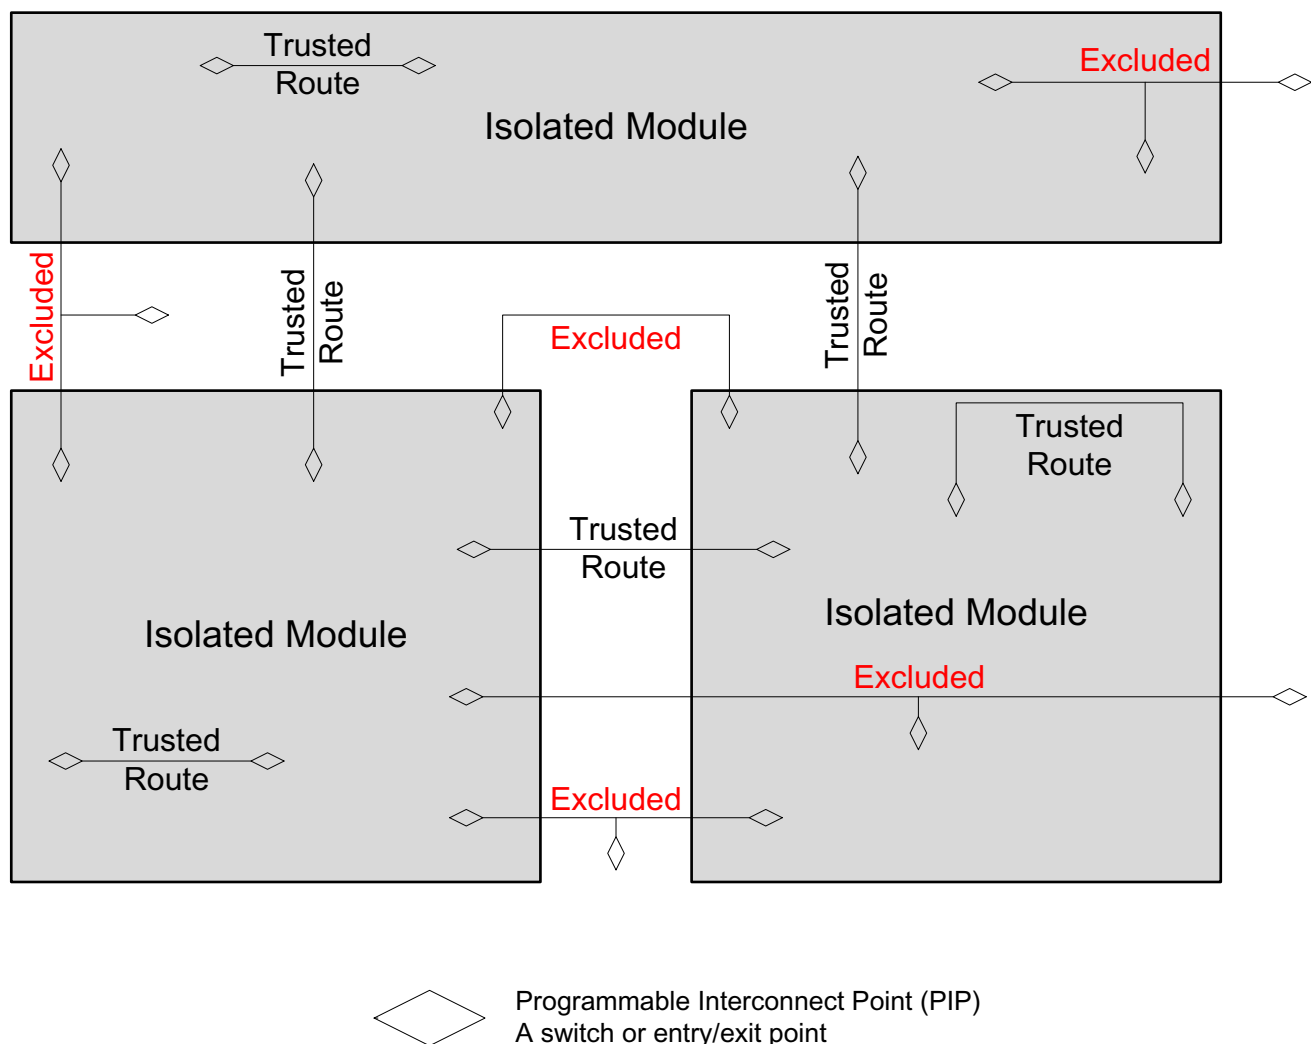 Trusted
Route
Excluded
Isolated Module
Excluded
Trusted
Route
Excluded
Trusted
Route
Trusted
Route
Trusted
Route
Isolated Module
Isolated Module
Excluded
Trusted
Route
Excluded
Programmable Interconnect Point (PIP)
A switch or entry/exit point